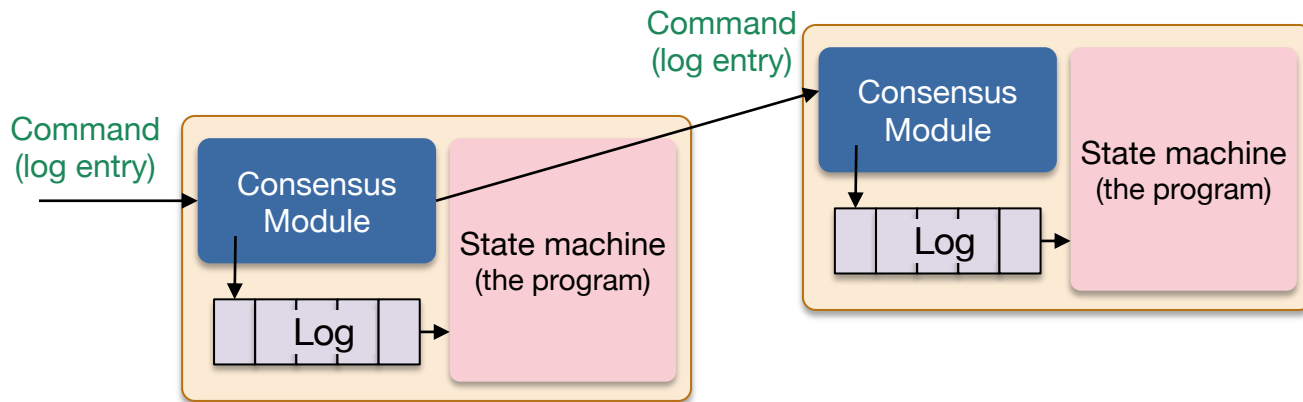 Command
(log entry)
Consensus
Module
State machine
(the program)
Log
Command
(log entry)
Consensus
Module
State machine
(the program)
Log